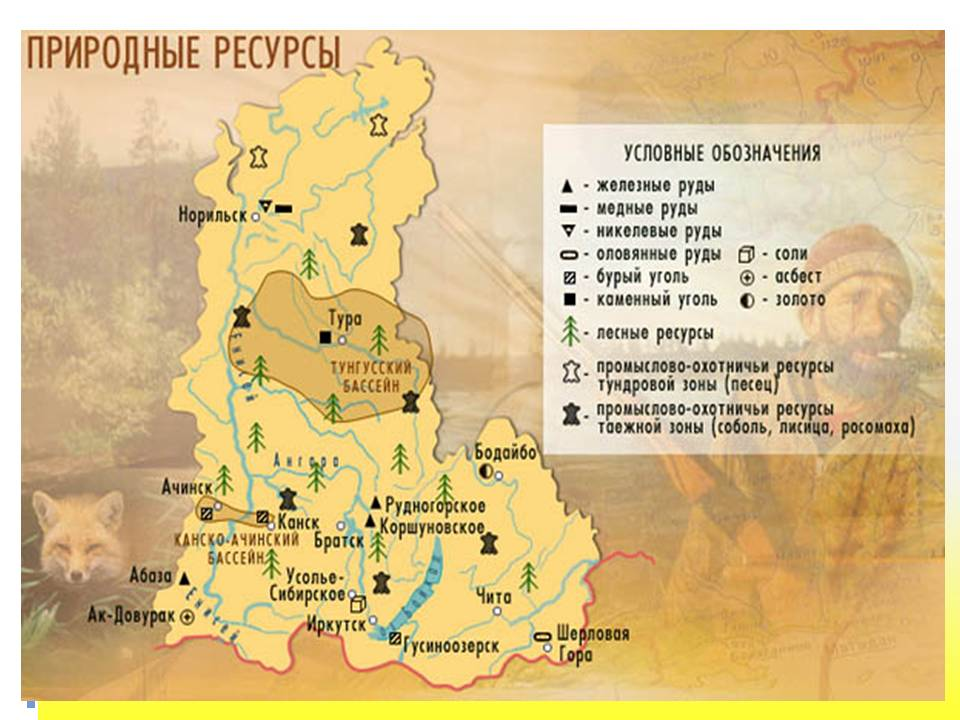 ПРИРОДНЫЕ РЕСУРСЫ
УСЛОВНЫЕ ОБОЗНАЧЕНИЯ
- железные руды
- медные руды
- никелевые руды
- оловянные руды
- соли
- бурый уголь
- асбест
- каменный уголь
- золото
- лесные ресурсы
- промыслово-охотничьи ресурсы
тундровой зоны (песец)
- промыслово-охотничьи ресурсы
таежной зоны (соболь, лисица, росомаха)
Норильск
Тура
ТУНГУССКИЙ
БАССЕЙН
Ангара
Бодайбо
Ачинск
Рудногорское
Канск
Коршуновское
Братск
КАНСКО-АЧИНСКИЙ
БАССЕЙН
Абаза
Усолье-
Сибирское
Енисей
Байкал
Чита
Ак-Довурак
Иркутск
Гусиноозерск
Шерловая
Гора